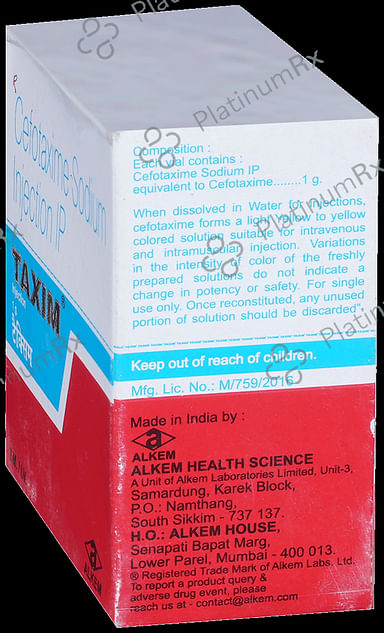 Cefotaxime Sodium
Injection IP
TAXIM®
टैक्सिम
ALKEM
Composition :
Each vial contains :
Cefotaxime Sodium IP
equivalent to Cefotaxime........1 g.
When dissolved in Water for Injections,
cefotaxime forms a light yellow to yellow
colored solution suitable for intravenous
and intramuscular injection. Variations
in the intensity of color of the freshly
prepared solutions do not indicate a
change in potency or safety. For single
use only. Once reconstituted, any unused
portion of solution should be discarded".
Keep out of reach of children.
Mfg. Lic. No.: M/759/2016
Made in India by :
ALKEM
ALKEM HEALTH SCIENCE
A Unit of Alkem Laboratories Limited, Unit-3,
Samardung, Karek Block,
P.O.: Namthang,
South Sikkim - 737 137.
H.O.: ALKEM HOUSE,
Senapati Bapat Marg,
Lower Parel, Mumbai - 400 013.
® Registered Trade Mark of Alkem Labs. Ltd.
To report a product query &
adverse drug event, please
reach us at - contact@alkem.com
PlatinumRx
PlatinumRx
PlatinumRx
PlatinumRx
PlatinumRx